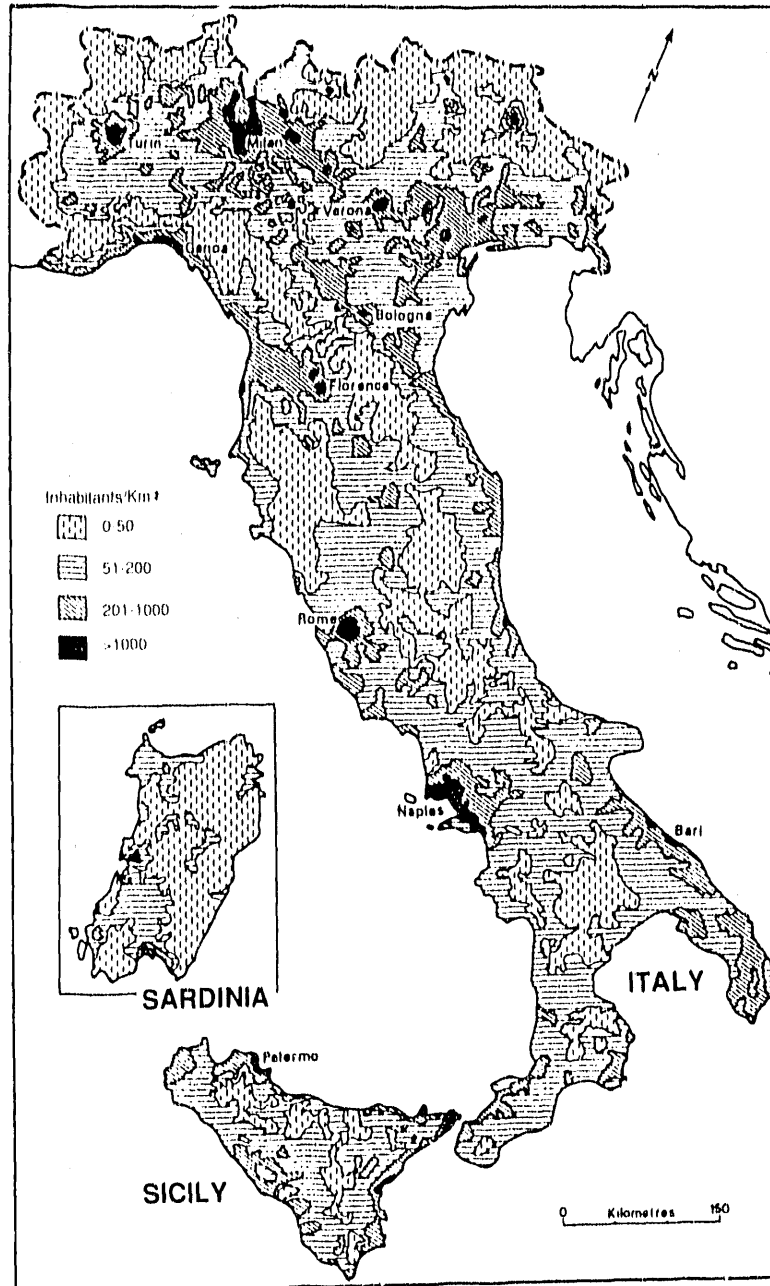 N
Turin
Milan
Verona
Genoa
Bologna
Florence
Inhabitants/Km²
0-50
51-200
201-1000
>1000
Rome
Naples
Bari
SARDINIA
ITALY
Palermo
SICILY
0 Kilometres 150